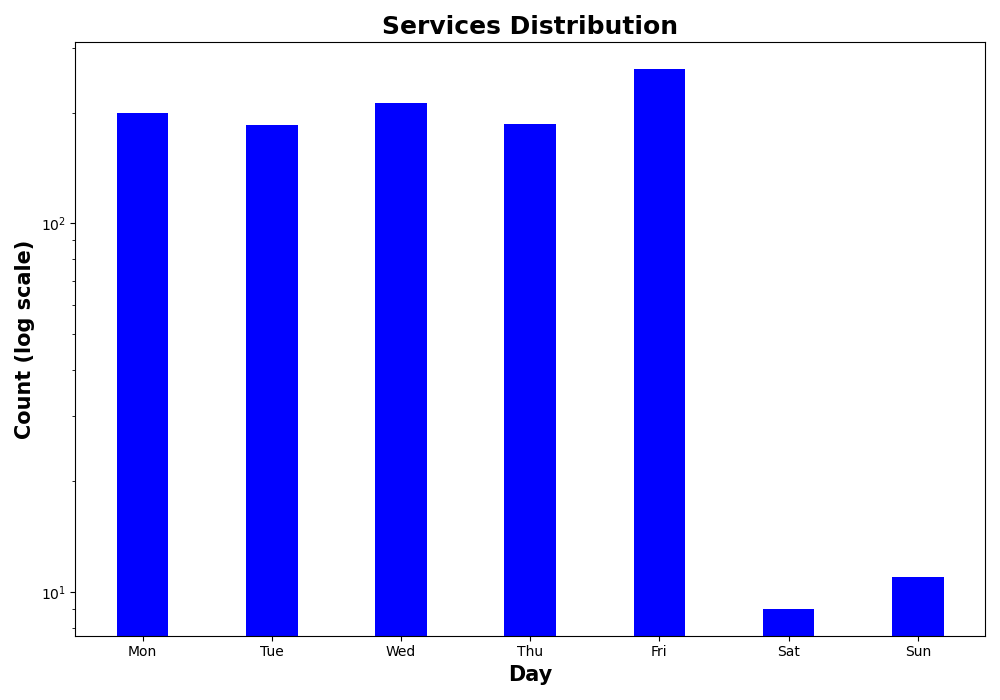 Services Distribution
Count (log scale)
10²
10¹
Mon Tue Wed Thu Fri Sat Sun
Day